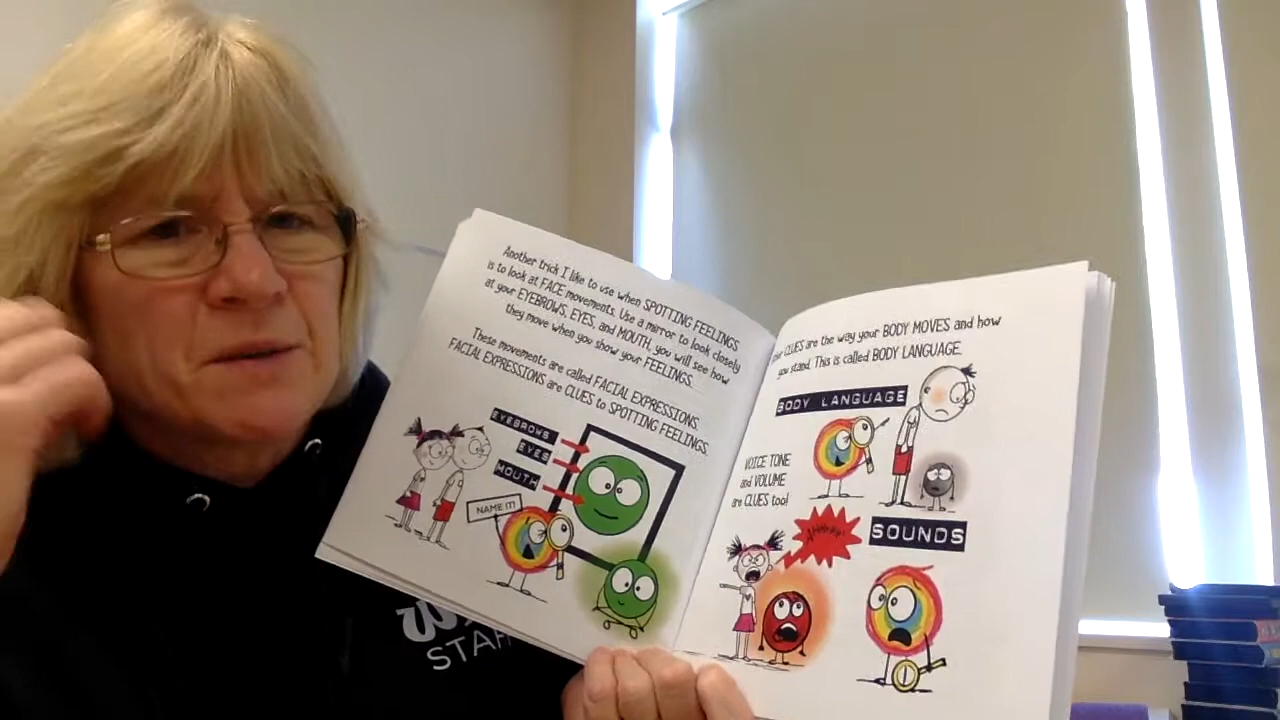 Another trick I like to use when SPOTTING FEELINGS
is to look at FACE movements. Use a mirror to look closely
at your EYEBROWS, EYES, and MOUTH, you will see how
they move when you show your FEELINGS.
These movements are called FACIAL EXPRESSIONS.
FACIAL EXPRESSIONS are CLUES to SPOTTING FEELINGS.
EYEBROWS
EYES
MOUTH
NAME IT!
CLUES are the way your BODY MOVES and how
you stand. This is called BODY LANGUAGE.
BODY LANGUAGE
VOICE TONE
and VOLUME
are CLUES too!
SOUNDS
STAFF